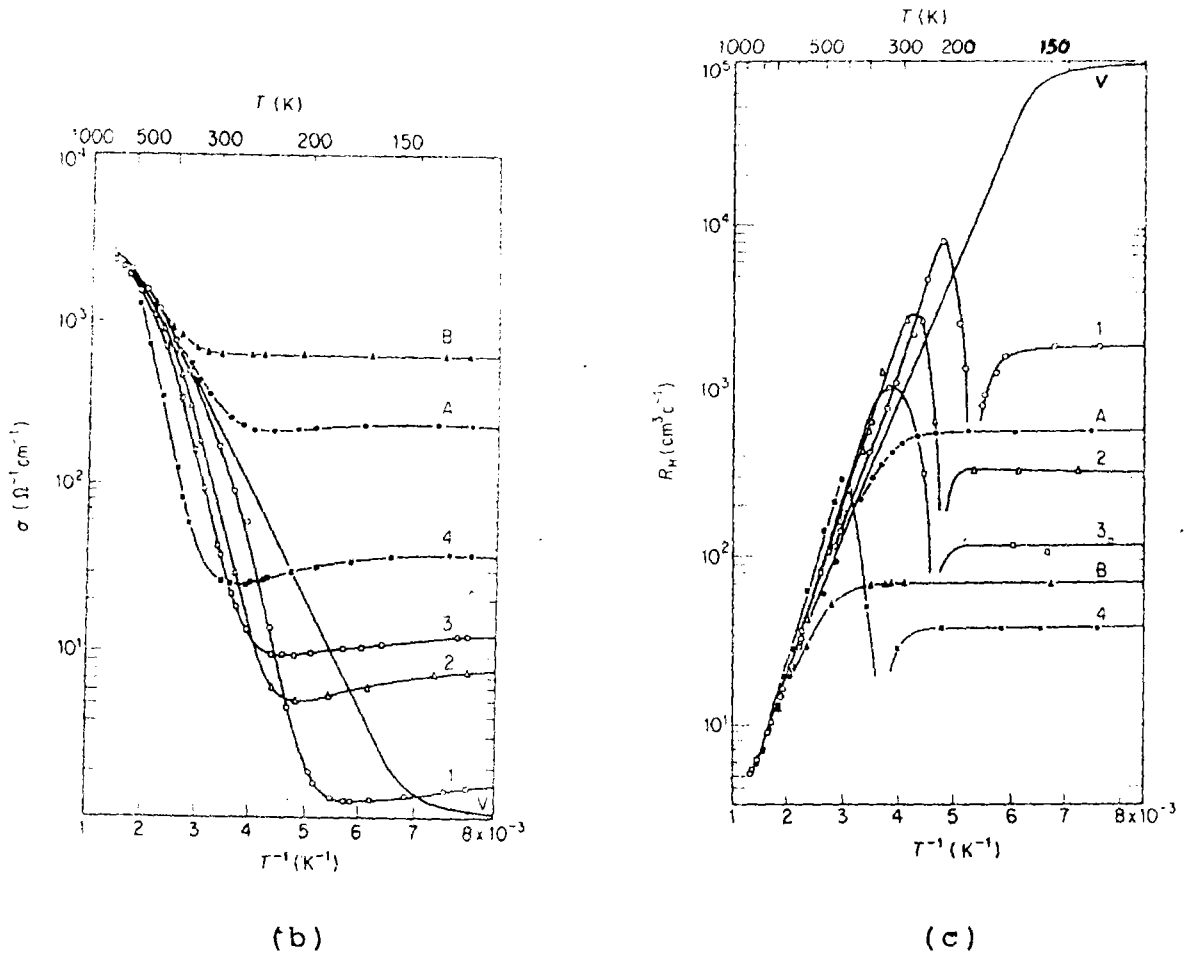 T (K)
1000 500 300 200 150
10⁴
10³
10²
10¹
σ (Ω⁻¹cm⁻¹)
B
A
4
3
2
1
V
1 2 3 4 5 6 7 8×10⁻³
T⁻¹ (K⁻¹)
(b)
T (K)
1000 500 300 200 150
10⁵
10⁴
10³
10²
10¹
R_H (cm³c⁻¹)
V
1
A
2
3
B
4
1 2 3 4 5 6 7 8×10⁻³
T⁻¹ (K⁻¹)
(c)